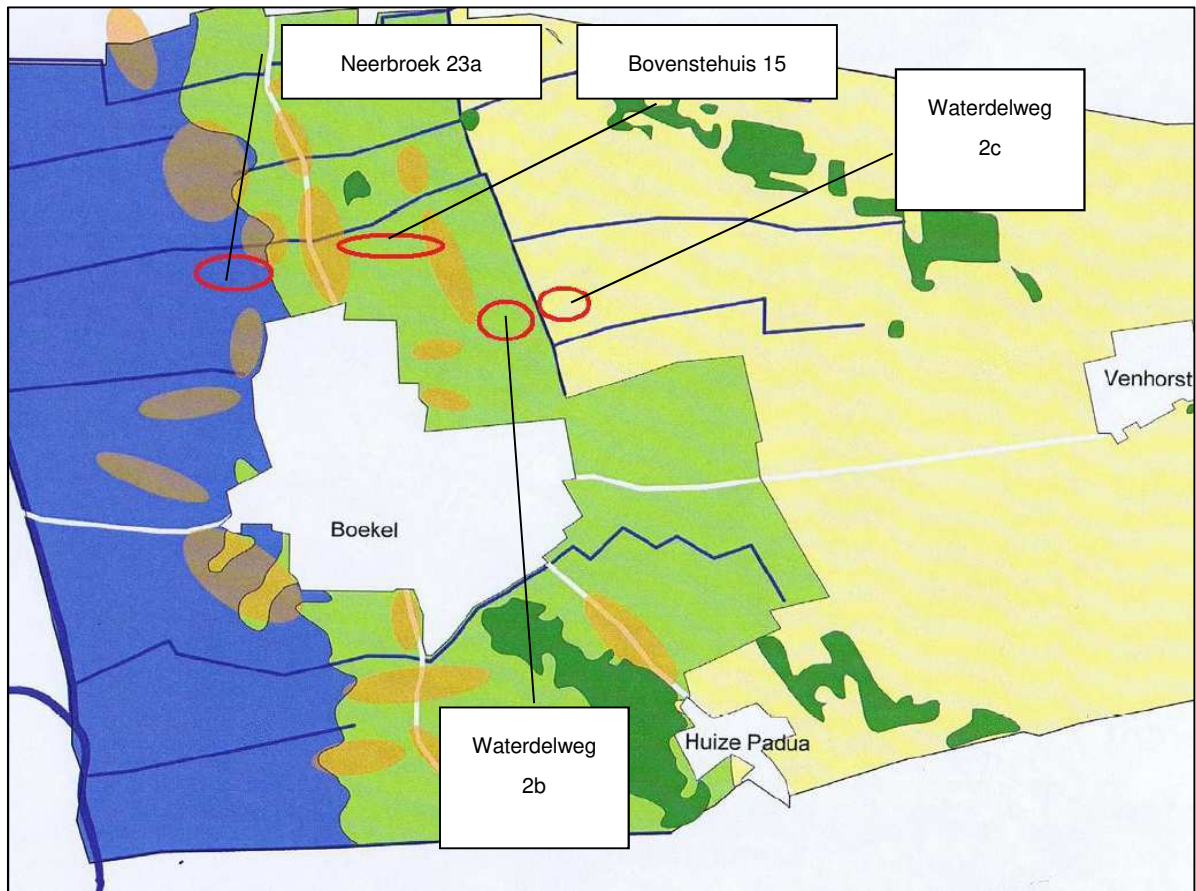 Neerbroek 23a
Bovenstehuis 15
Waterdelweg
2c
Venhorst
Boekel
Waterdelweg
2b
Huize Padua